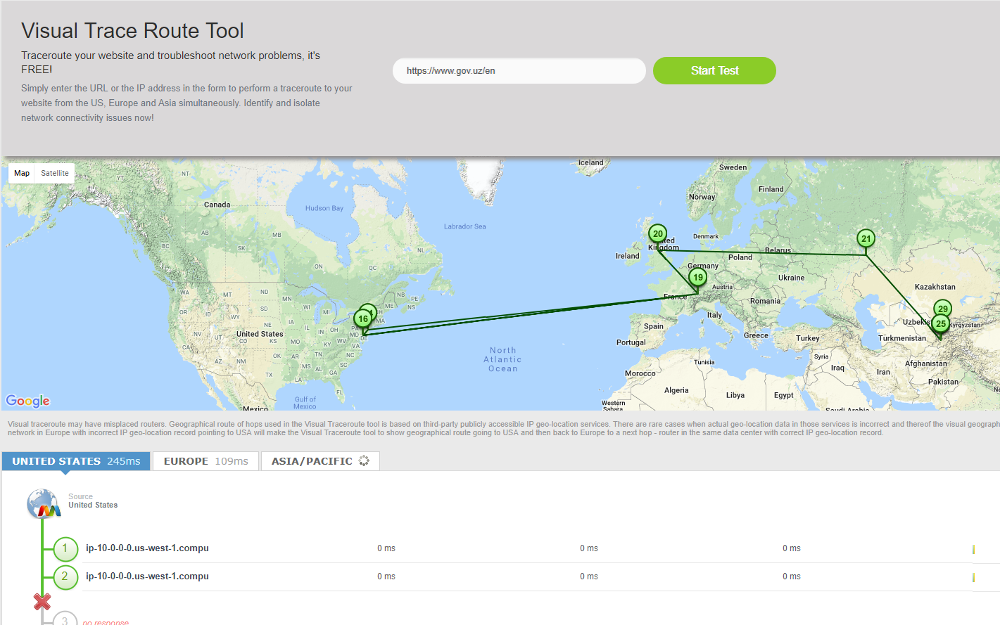 Visual Trace Route Tool
Traceroute your website and troubleshoot network problems, it's
FREE!
Simply enter the URL or the IP address in the form to perform a traceroute to your
website from the US, Europe and Asia simultaneously. Identify and isolate
network connectivity issues now!
https://www.gov.uz/en
Start Test
Map
Satellite
NT
YT
NU
Canada
Hudson Bay
AB
MB
BC
SK
NL
ON
QC
Labrador Sea
Iceland
Sweden
Finland
Norway
20
Kingdom
Denmark
21
Ireland
Belarus
Poland
Germany
19
Ukraine
Austria
France
Romania
Kazakhstan
29
25
Kyrgyzstan
Italy
Spain
Portugal
Greece
Turkey
Turkmenistan
Tunisia
Syria
Iraq
Iran
Afghanistan
Pakistan
Morocco
Algeria
Libya
Egypt
Western
Sahara
Saudi Arabia
WA
MT
ND
MN
NB
PE
NS
ME
OR
ID
SD
WI
MI
16
MA
WY
IA
NV
NE
IL
IN
OH
PA
UT
United States
CO
KS
MO
KY
WV
VA
MD
DE
CA
AZ
NM
OK
AR
TN
NC
MS
AL
SC
GA
TX
LA
FL
North
Atlantic
Ocean
Gulf of
Mexico
Mexico
Google
Visual traceroute may have misplaced routers. Geographical route of hops used in the Visual Traceroute tool is based on third-party publicly accessible IP geo-location services. There are rare cases when actual geo-location data in those services is incorrect and thereof the visual geograp
network in Europe with incorrect IP geo-location record pointing to USA will make the Visual Traceroute tool to show geographical route going to USA and then back to Europe to a next hop - router in the same data center with correct IP geo-location record.
UNITED STATES 245ms
EUROPE 109ms
ASIA/PACIFIC
Source
United States
1 ip-10-0-0-0.us-west-1.compu 0 ms 0 ms 0 ms
2 ip-10-0-0-0.us-west-1.compu 0 ms 0 ms 0 ms
3 no response